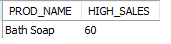 PROD_NAME HIGH_SALES
Bath Soap 60